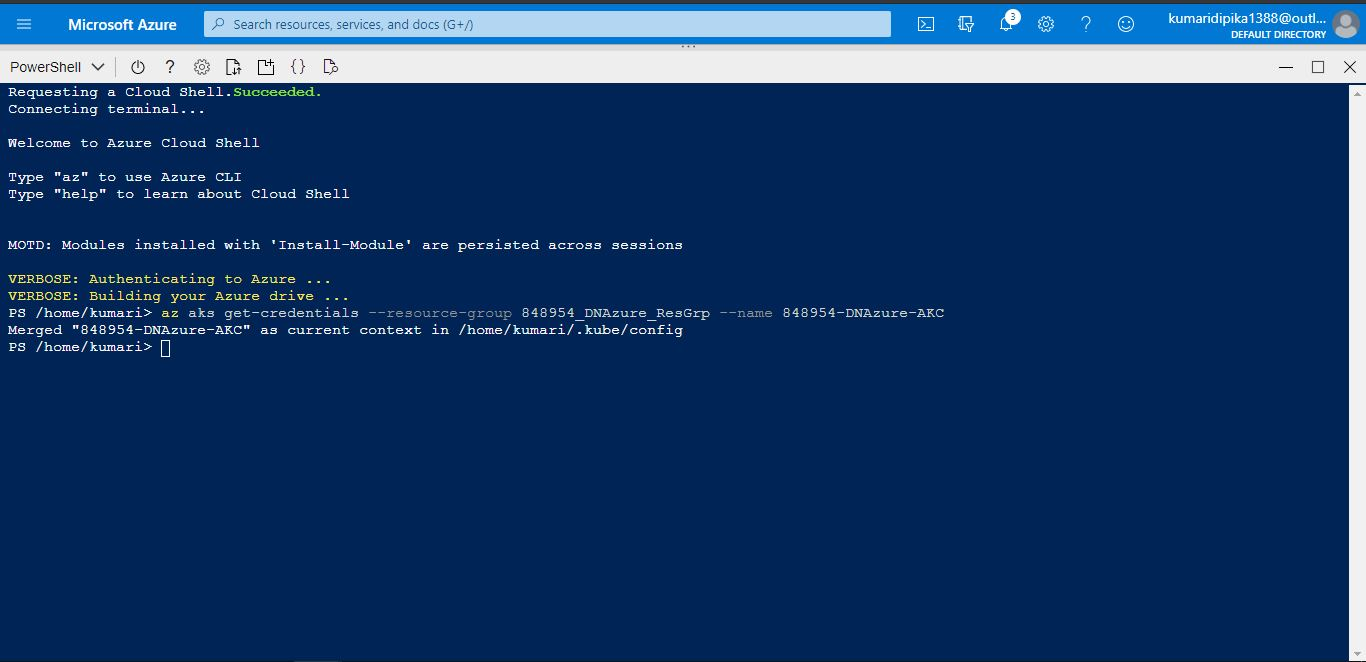 Microsoft Azure
Search resources, services, and docs (G+/)
3
?
kumaridipika1388@outl...
DEFAULT DIRECTORY
PowerShell
?
{}
Requesting a Cloud Shell.Succeeded.
Connecting terminal...
Welcome to Azure Cloud Shell
Type "az" to use Azure CLI
Type "help" to learn about Cloud Shell
MOTD: Modules installed with 'Install-Module' are persisted across sessions
VERBOSE: Authenticating to Azure ...
VERBOSE: Building your Azure drive ...
PS /home/kumari> az aks get-credentials --resource-group 848954_DNAzure_ResGrp --name 848954-DNAzure-AKC
Merged "848954-DNAzure-AKC" as current context in /home/kumari/.kube/config
PS /home/kumari>